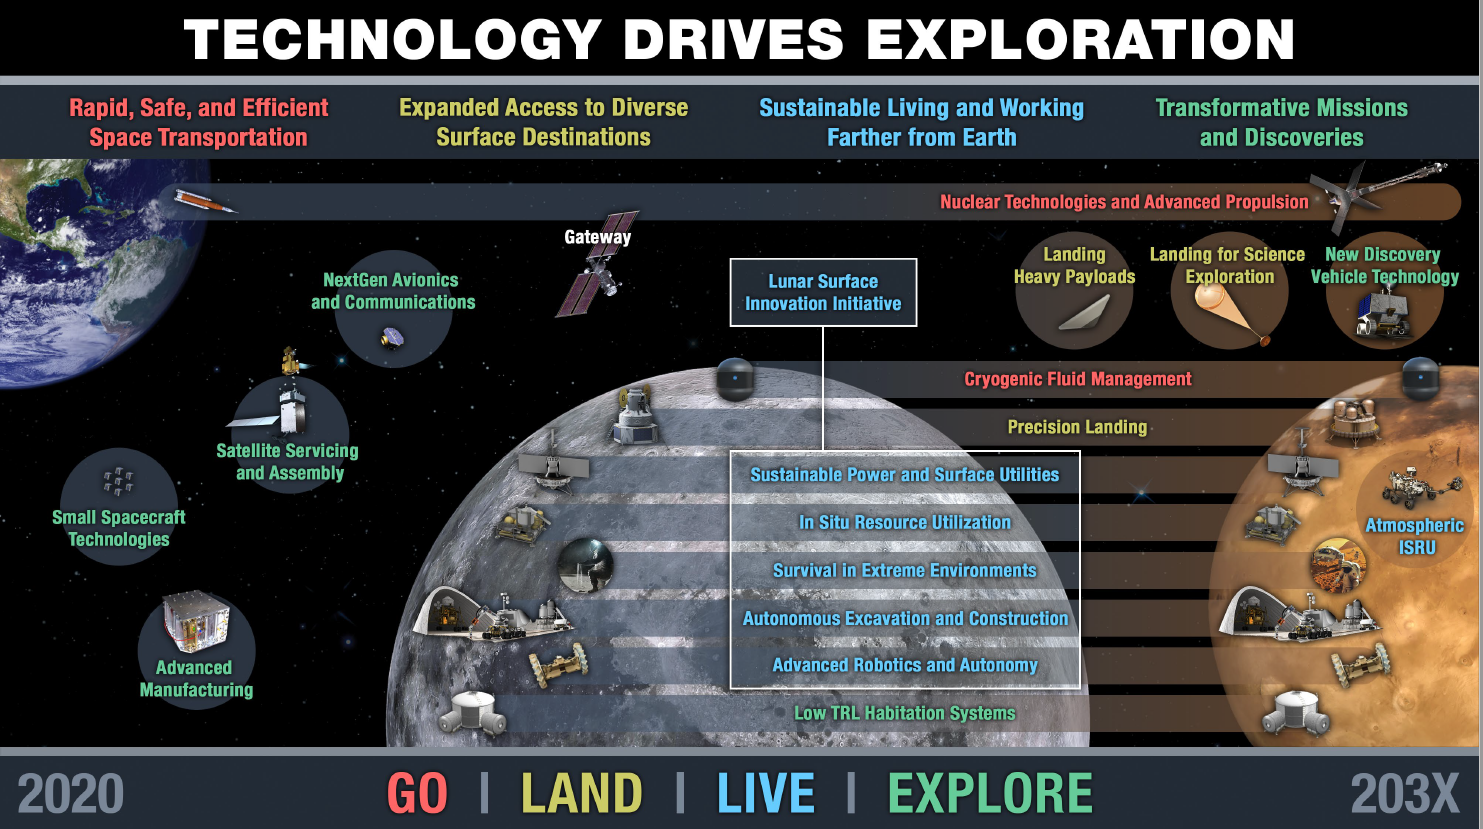 TECHNOLOGY DRIVES EXPLORATION
Rapid, Safe, and Efficient
Space Transportation
Expanded Access to Diverse
Surface Destinations
Sustainable Living and Working
Farther from Earth
Transformative Missions
and Discoveries
Nuclear Technologies and Advanced Propulsion
Gateway
NextGen Avionics
and Communications
Lunar Surface
Innovation Initiative
Landing
Heavy Payloads
Landing for Science
Exploration
New Discovery
Vehicle Technology
Cryogenic Fluid Management
Precision Landing
Satellite Servicing
and Assembly
Sustainable Power and Surface Utilities
Small Spacecraft
Technologies
In Situ Resource Utilization
Atmospheric
ISRU
Survival in Extreme Environments
Autonomous Excavation and Construction
Advanced
Manufacturing
Advanced Robotics and Autonomy
Low TRL Habitation Systems
2020
GO | LAND | LIVE | EXPLORE
203X